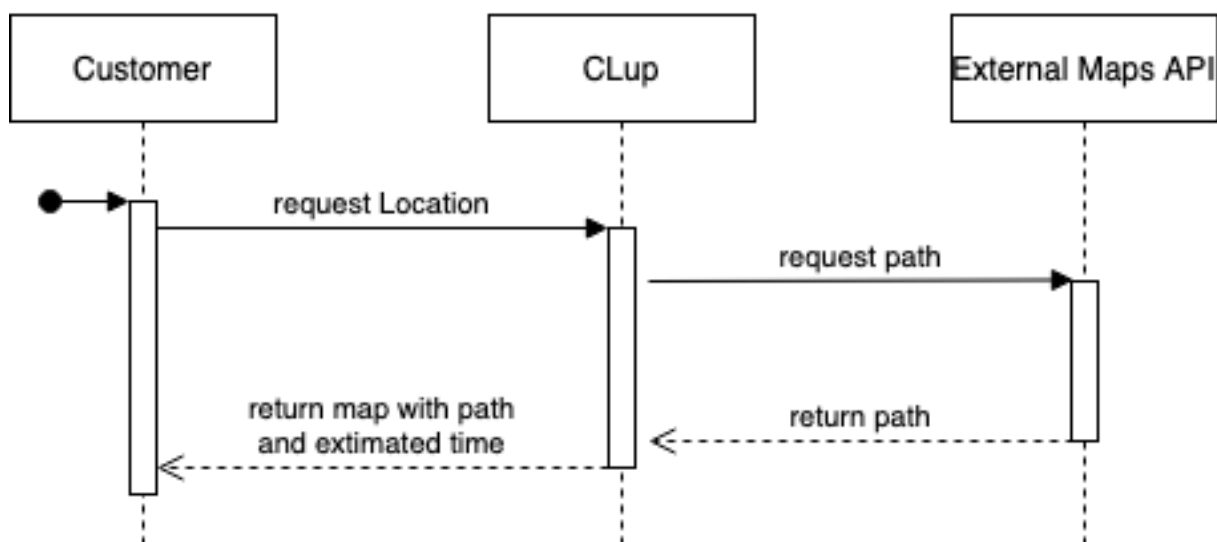 Customer
CLup
External Maps API
request Location
request path
return map with path
and extimated time
return path